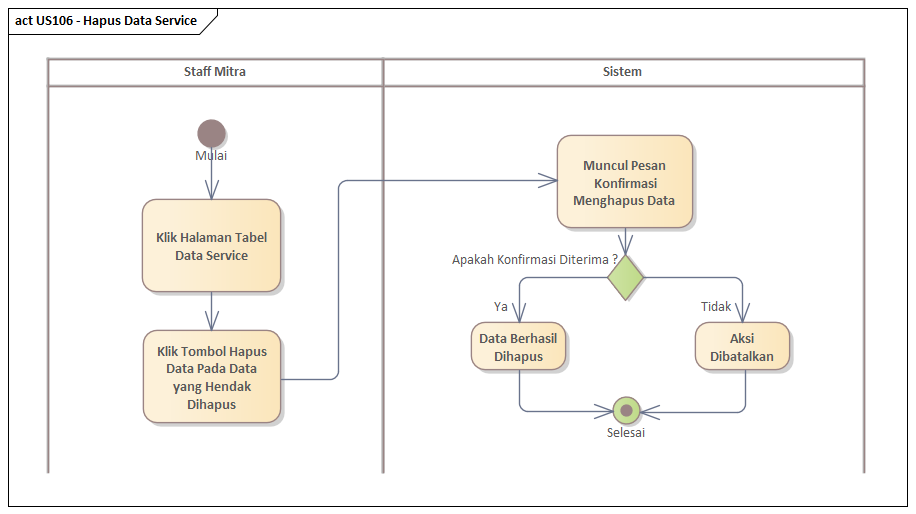 act US106 - Hapus Data Service
Staff Mitra
Sistem
Mulai
Klik Halaman Tabel
Data Service
Klik Tombol Hapus
Data Pada Data
yang Hendak
Dihapus
Muncul Pesan
Konfirmasi
Menghapus Data
Apakah Konfirmasi Diterima ?
Ya
Tidak
Data Berhasil
Dihapus
Aksi
Dibatalkan
Selesai